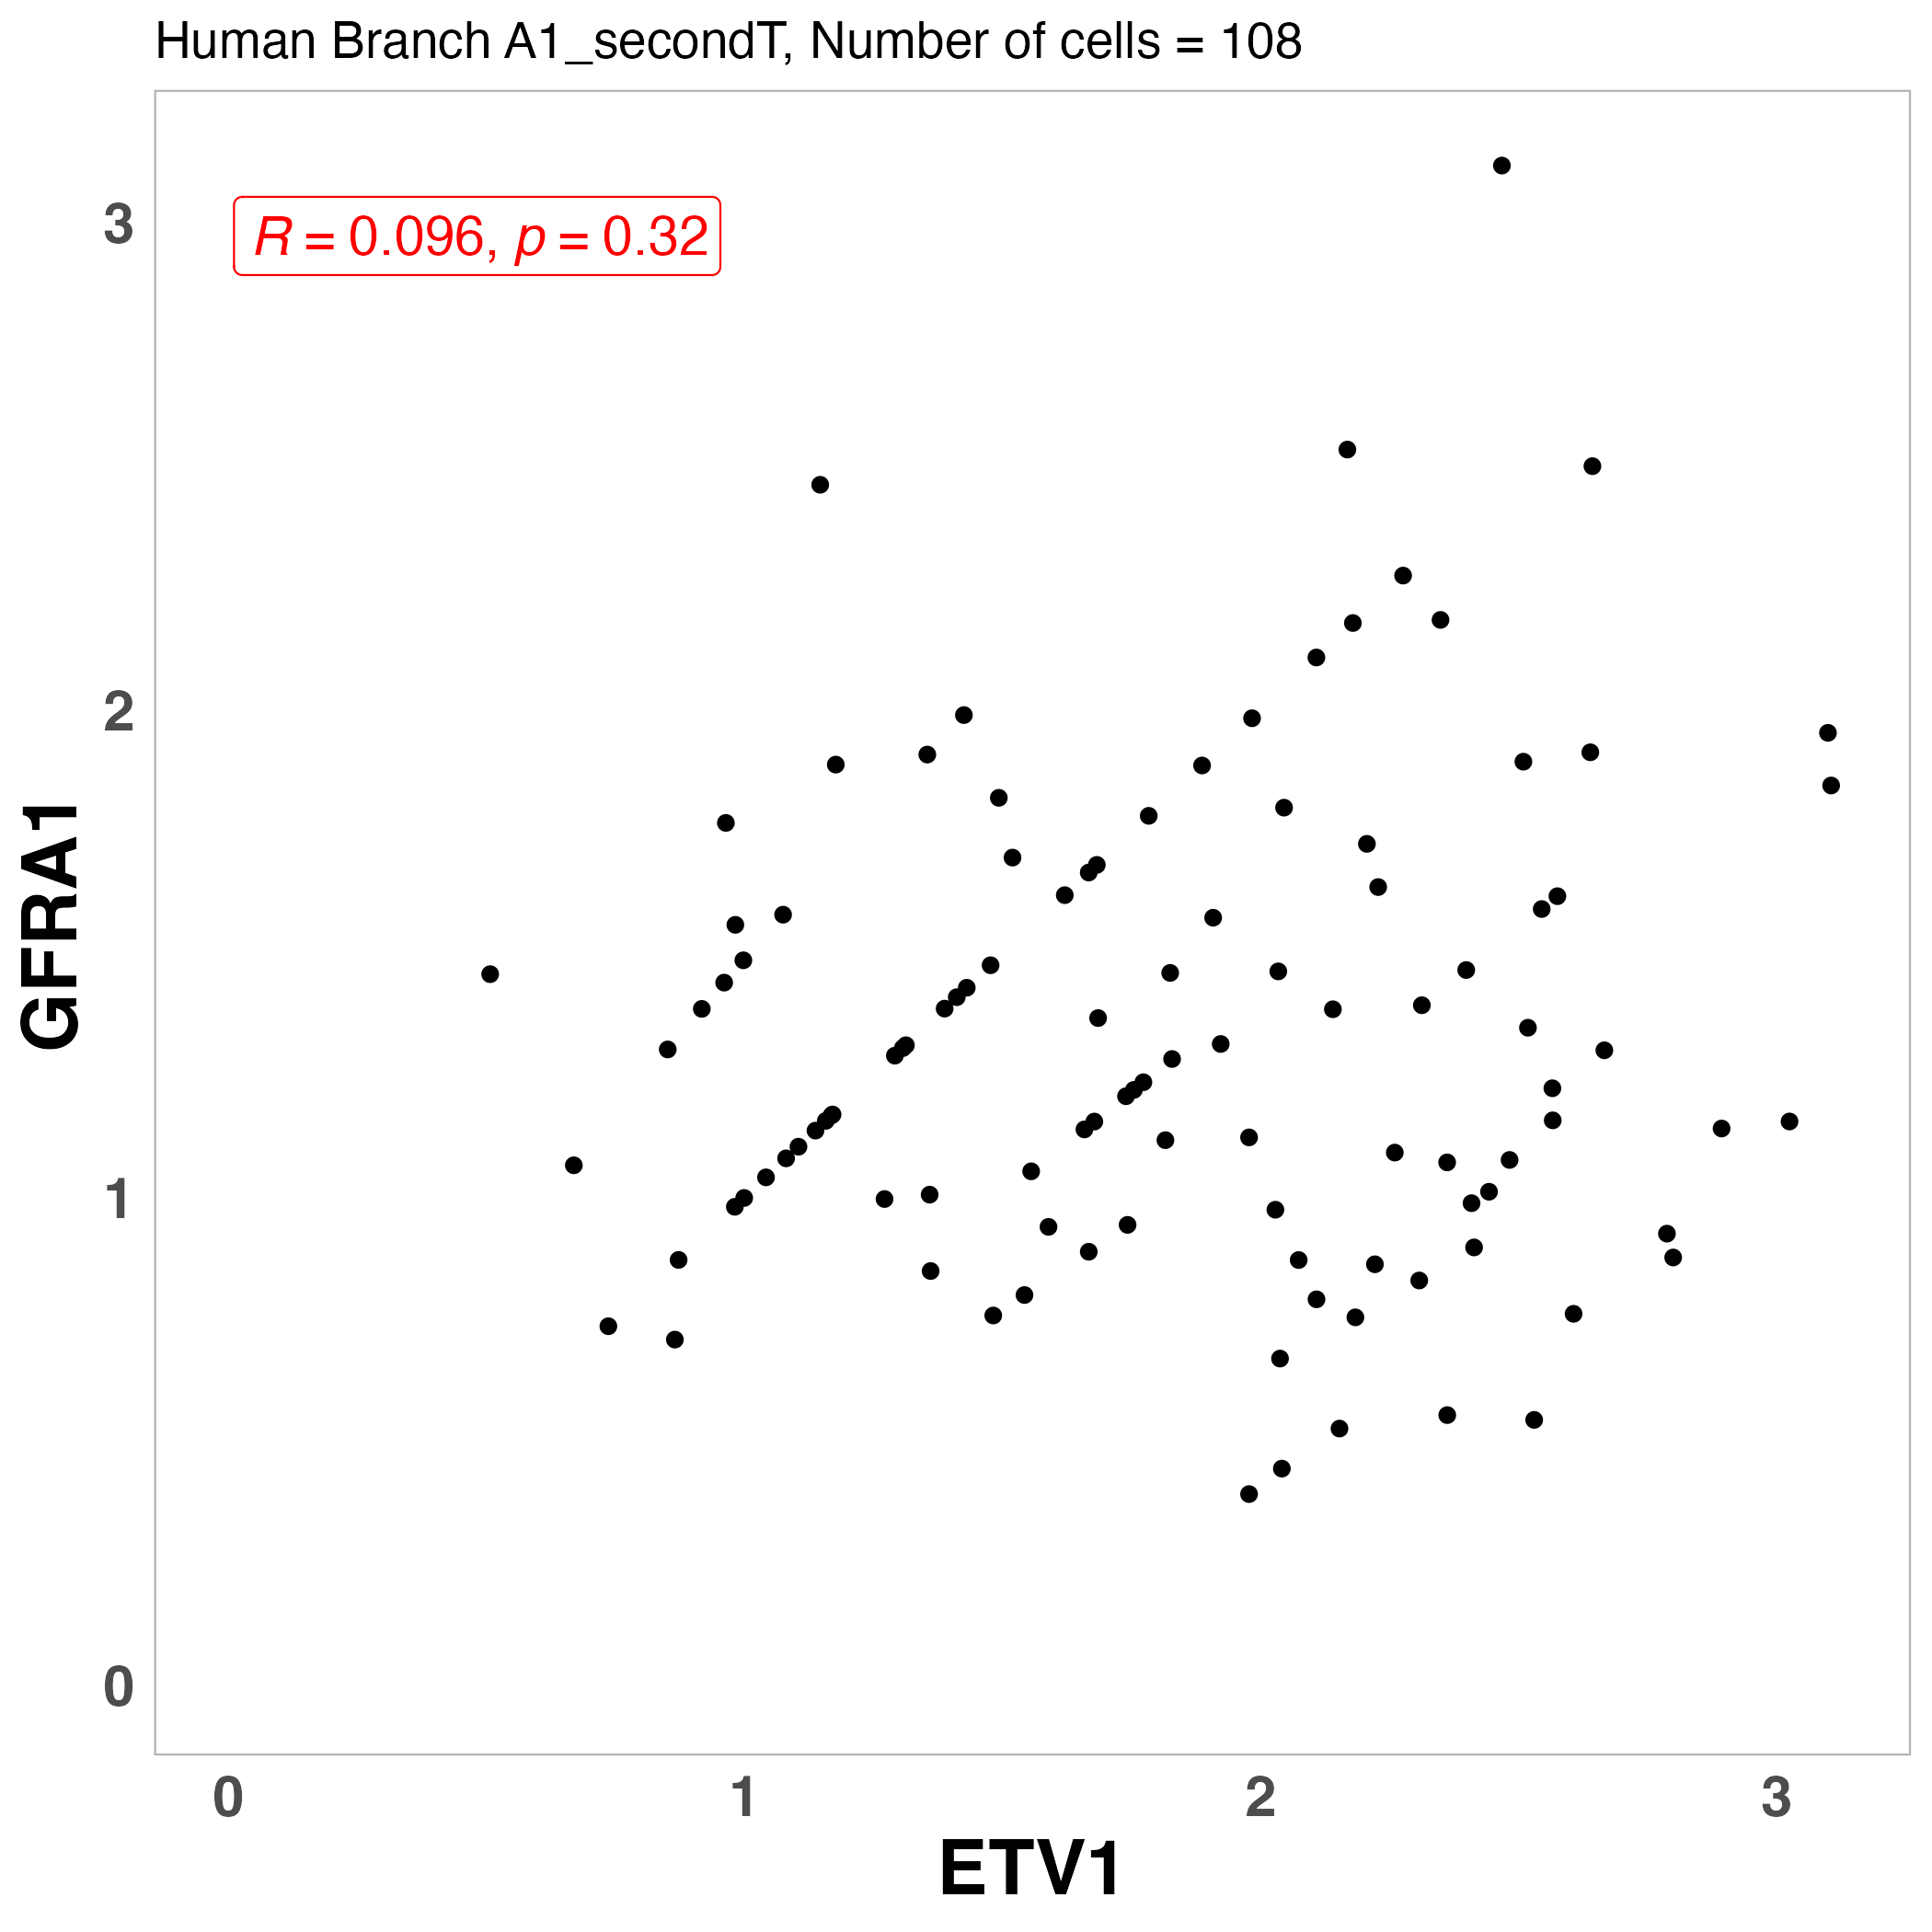 Human Branch A1_secondT, Number of cells = 108
R = 0.096, p = 0.32
3
2
1
0
GFRA1
0 1 2 3
ETV1